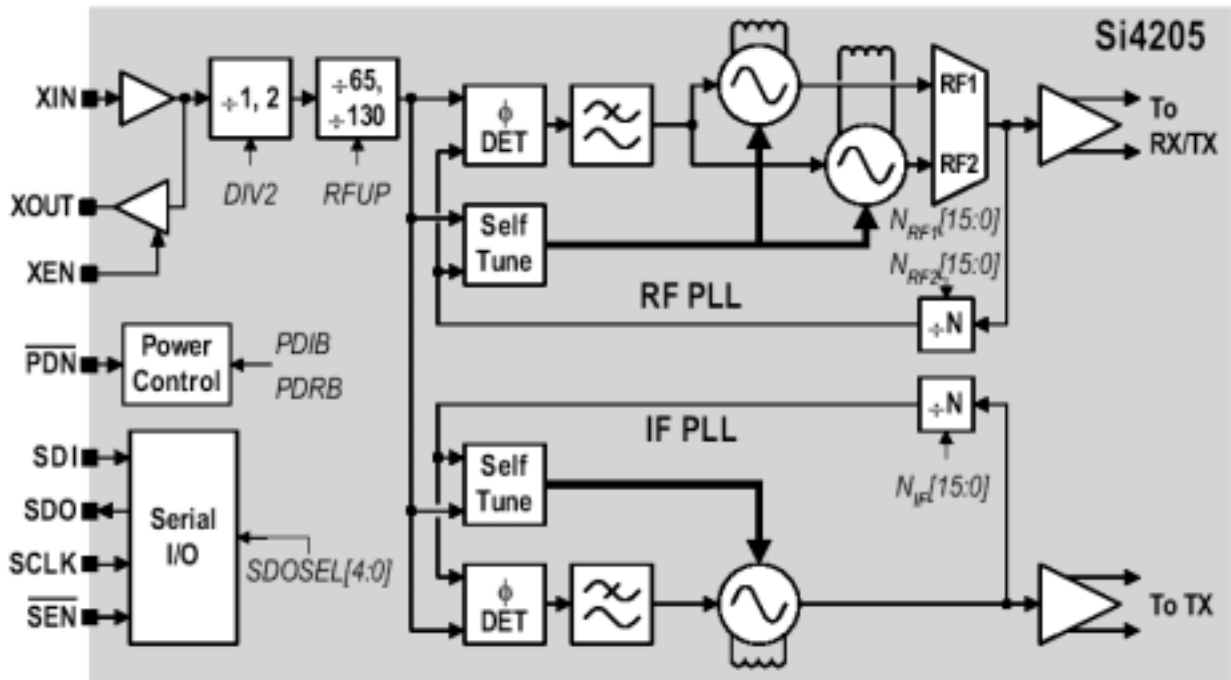 Si4205
XIN
÷1, 2
÷65,
÷130
ϕ
DET
RF1
RF2
To
RX/TX
XOUT
DIV2
RFUP
XEN
Self
Tune
N_RF1[15:0]
N_RF2[15:0]
RF PLL
÷N
PDN
Power
Control
PDIB
PDRB
÷N
IF PLL
N_IF[15:0]
SDI
SDO
SCLK
SEN
Serial
I/O
SDOSEL[4:0]
Self
Tune
ϕ
DET
To TX